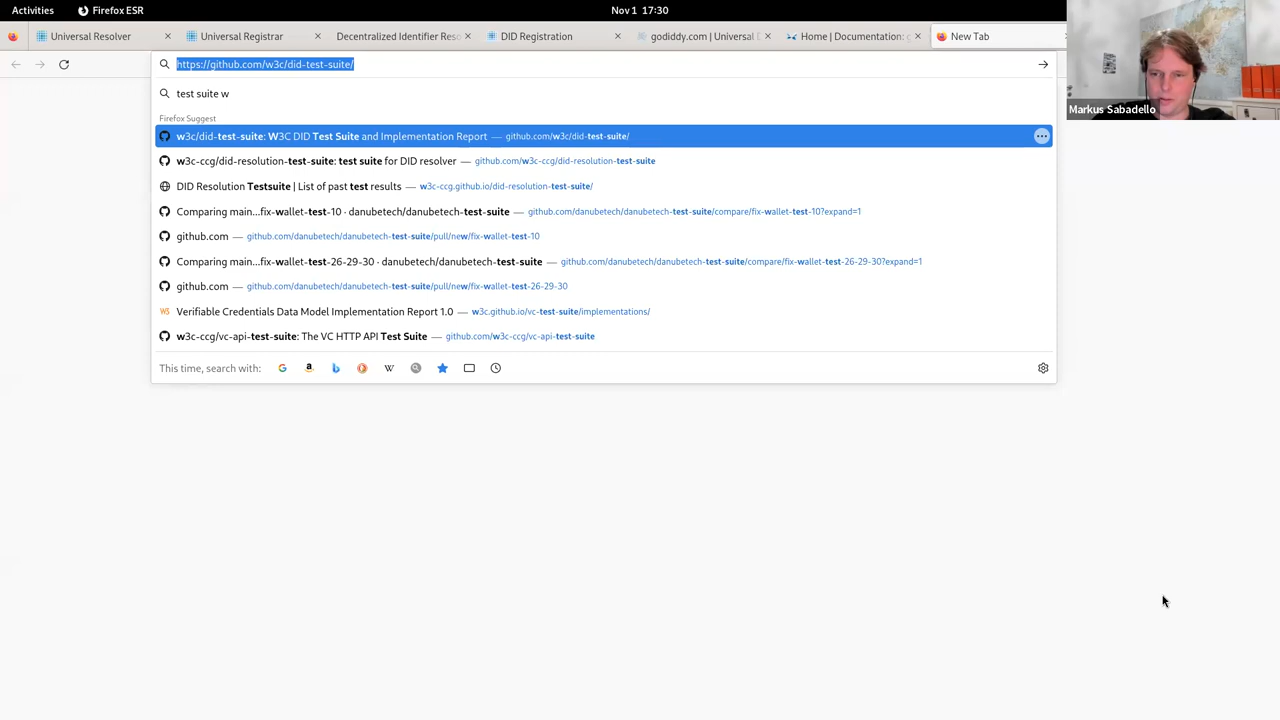 Activities Firefox ESR Nov 1 17:30
Universal Resolver Universal Registrar Decentralized Identifier Reso DID Registration godiddy.com | Universal D Home | Documentation: g New Tab
https://github.com/w3c/did-test-suite/
test suite w
Firefox Suggest
w3c/did-test-suite: W3C DID Test Suite and Implementation Report — github.com/w3c/did-test-suite/
w3c-ccg/did-resolution-test-suite: test suite for DID resolver — github.com/w3c-ccg/did-resolution-test-suite
DID Resolution Testsuite | List of past test results — w3c-ccg.github.io/did-resolution-test-suite/
Comparing main...fix-wallet-test-10 · danubetech/danubetech-test-suite — github.com/danubetech/danubetech-test-suite/compare/fix-wallet-test-10?expand=1
github.com — github.com/danubetech/danubetech-test-suite/pull/new/fix-wallet-test-10
Comparing main...fix-wallet-test-26-29-30 · danubetech/danubetech-test-suite — github.com/danubetech/danubetech-test-suite/compare/fix-wallet-test-26-29-30?expand=1
github.com — github.com/danubetech/danubetech-test-suite/pull/new/fix-wallet-test-26-29-30
Verifiable Credentials Data Model Implementation Report 1.0 — w3c.github.io/vc-test-suite/implementations/
w3c-ccg/vc-api-test-suite: The VC HTTP API Test Suite — github.com/w3c-ccg/vc-api-test-suite
This time, search with:
Markus Sabadello